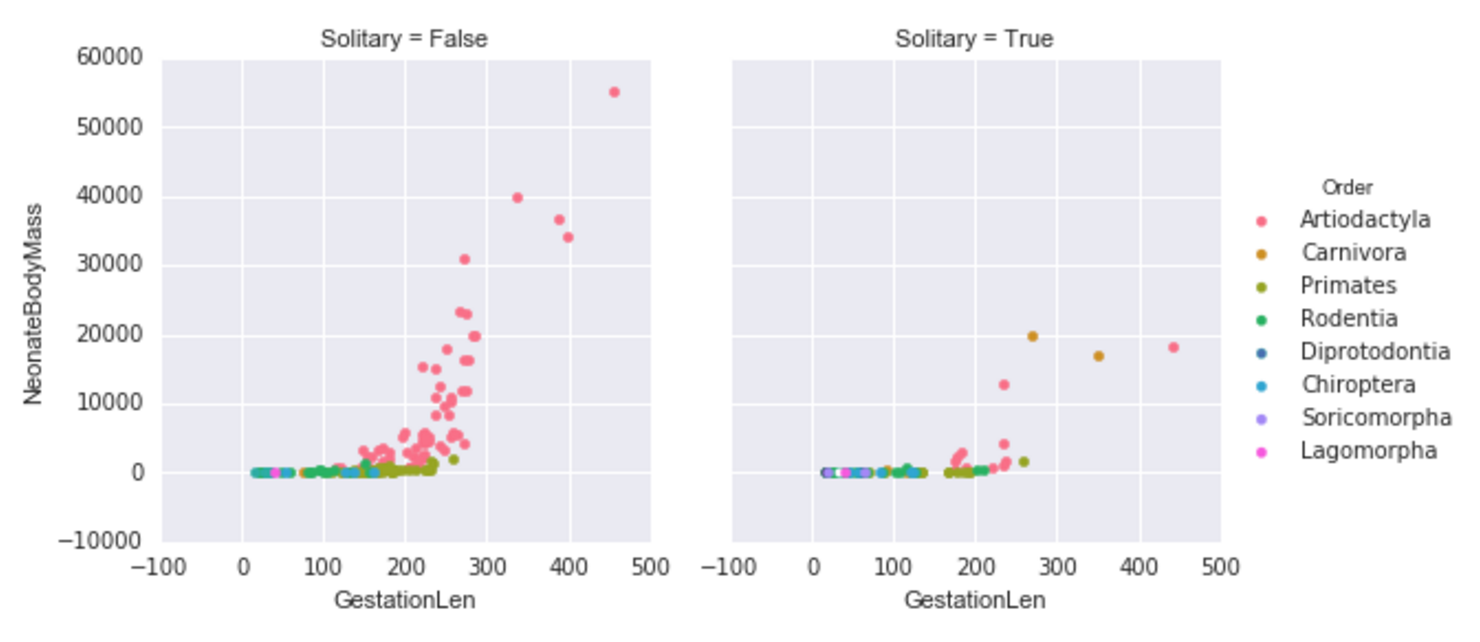 Solitary = False
Solitary = True
60000
50000
40000
30000
20000
10000
0
−10000
NeonateBodyMass
−100 0 100 200 300 400 500
−100 0 100 200 300 400 500
GestationLen
GestationLen
Order
Artiodactyla
Carnivora
Primates
Rodentia
Diprotodontia
Chiroptera
Soricomorpha
Lagomorpha